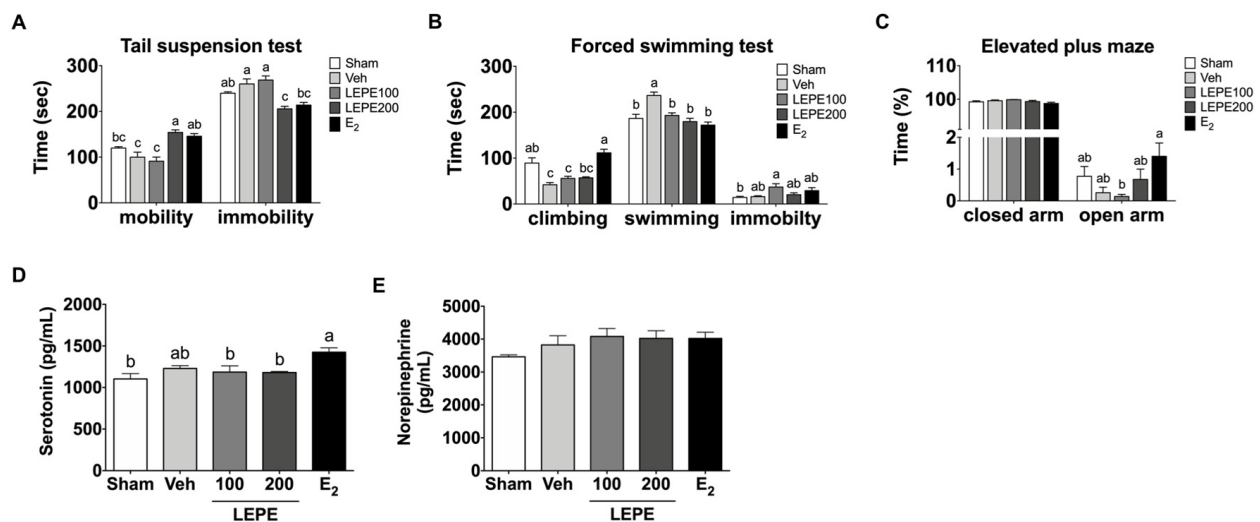 A
Tail suspension test
Time (sec)
300
200
100
0
bc
c
c
a
ab
ab
a
a
c
bc
mobility
immobility
Sham
Veh
LEPE100
LEPE200
E₂
B
Forced swimming test
Time (sec)
300
200
100
0
ab
c
c
bc
a
b
a
b
b
b
b
ab
a
ab
ab
climbing
swimming
immobilty
Sham
Veh
LEPE100
LEPE200
E₂
C
Elevated plus maze
Time (%)
110
100
2
1
0
ab
ab
b
ab
a
closed arm
open arm
Sham
Veh
LEPE100
LEPE200
E₂
D
Serotonin (pg/mL)
2000
1500
1000
500
0
b
ab
b
b
a
Sham
Veh
100
200
E₂
LEPE
E
Norepinephrine
(pg/mL)
5000
4000
3000
2000
1000
0
Sham
Veh
100
200
E₂
LEPE